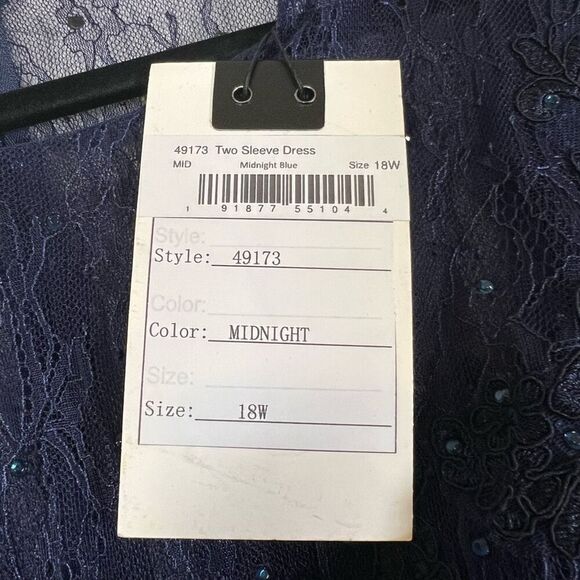 49173 Two Sleeve Dress
MID Midnight Blue Size 18W
1 91877 55104 4
Style:
Style: 49173
Color:
Color: MIDNIGHT
Size:
Size: 18W